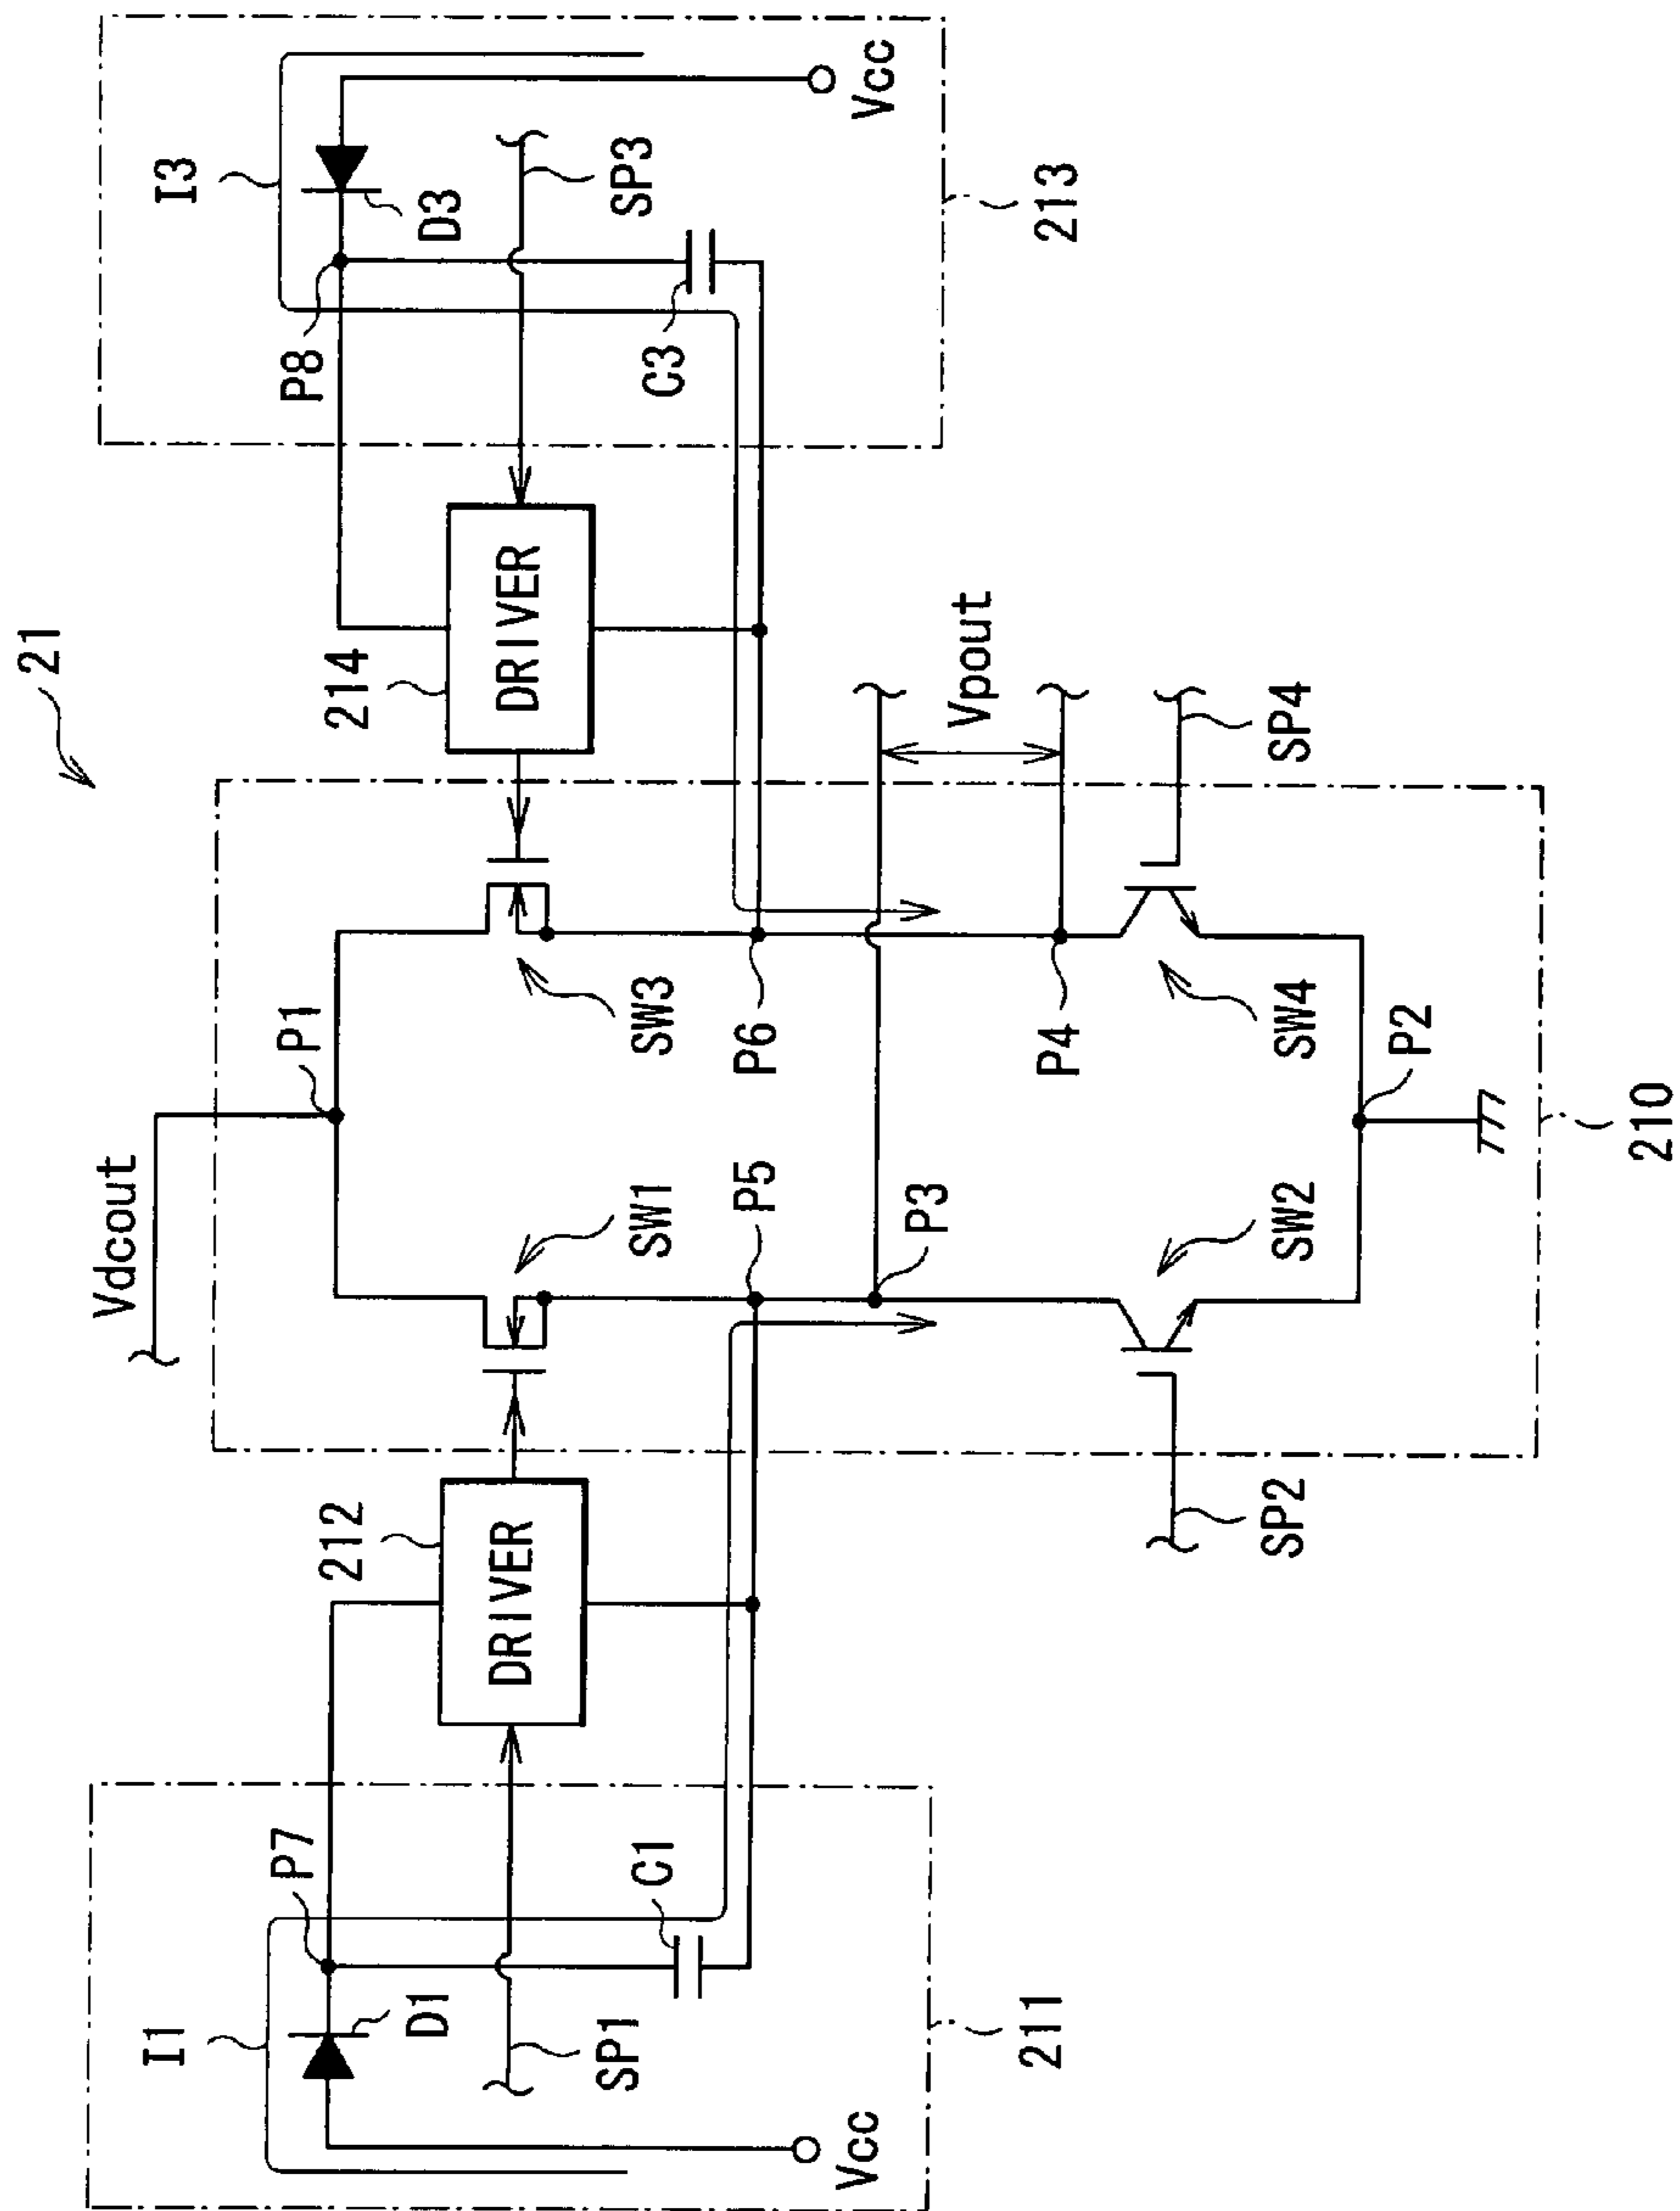 21
I1
P7
D1
SP1
C1
Vcc
211
212
DRIVER
Vdcout
P1
SW1
P5
P3
SW2
SP2
SW3
P6
P4
SW4
P2
210
214
DRIVER
Vpout
SP4
I3
P8
D3
SP3
C3
Vcc
213